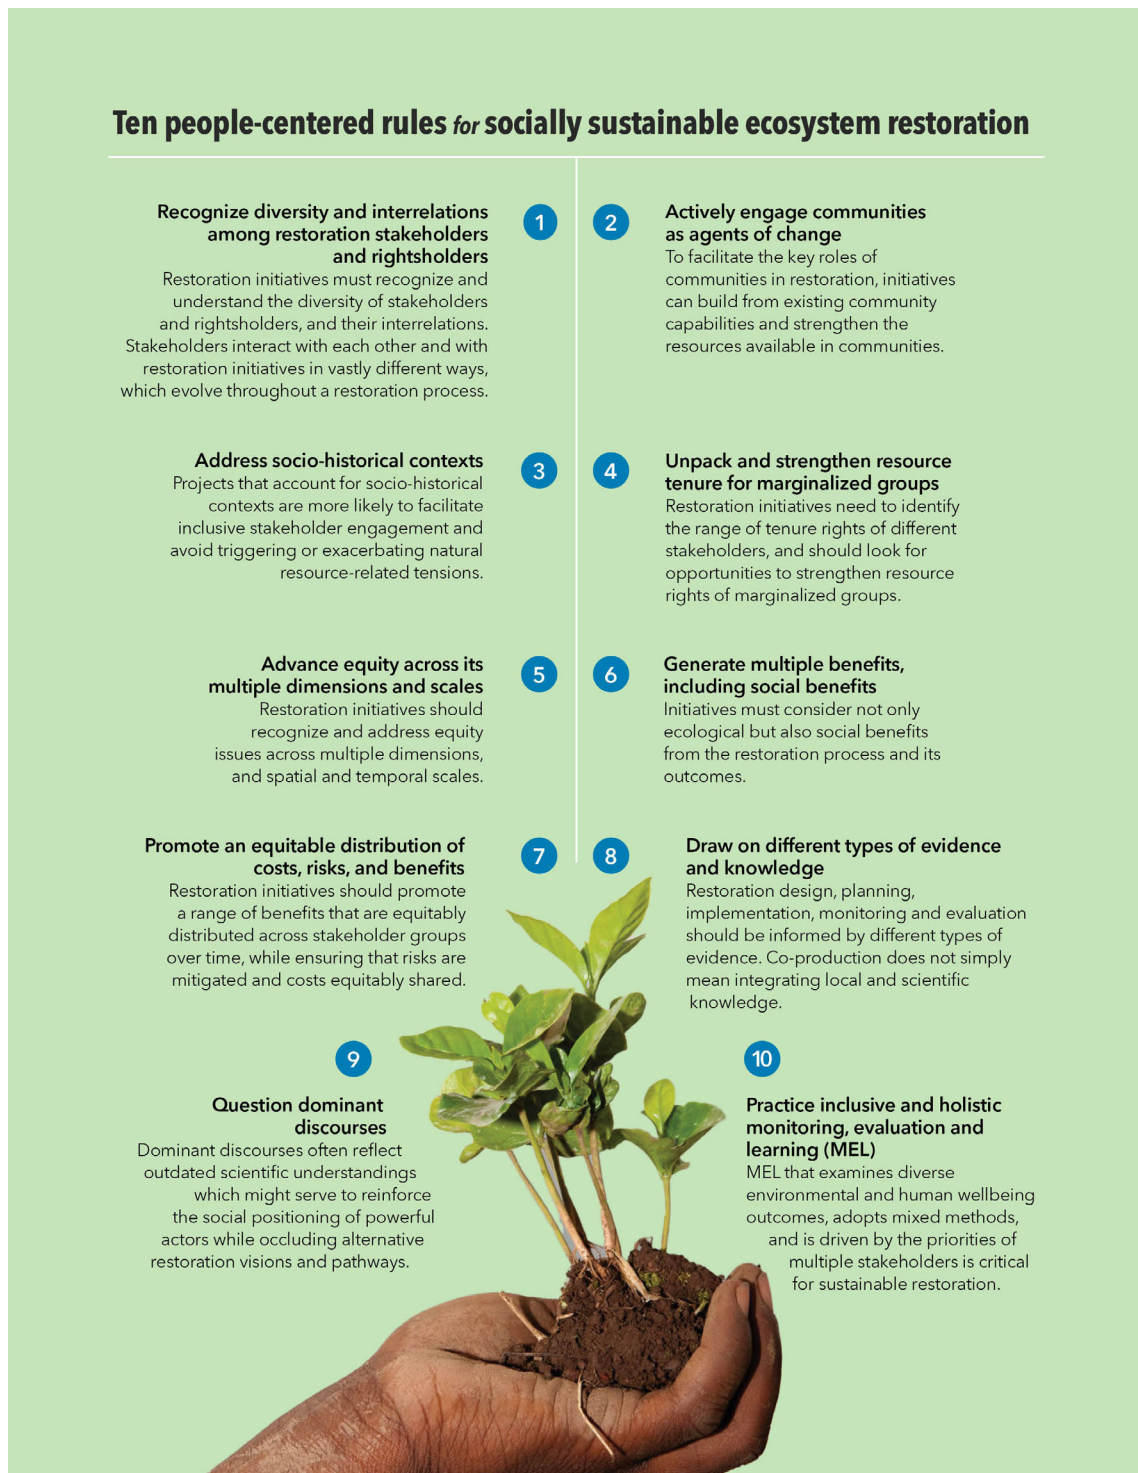 Ten people-centered rules for socially sustainable ecosystem restoration
1
Recognize diversity and interrelations
among restoration stakeholders
and rightsholders
Restoration initiatives must recognize and
understand the diversity of stakeholders
and rightsholders, and their interrelations.
Stakeholders interact with each other and with
restoration initiatives in vastly different ways,
which evolve throughout a restoration process.
2
Actively engage communities
as agents of change
To facilitate the key roles of
communities in restoration, initiatives
can build from existing community
capabilities and strengthen the
resources available in communities.
3
Address socio-historical contexts
Projects that account for socio-historical
contexts are more likely to facilitate
inclusive stakeholder engagement and
avoid triggering or exacerbating natural
resource-related tensions.
4
Unpack and strengthen resource
tenure for marginalized groups
Restoration initiatives need to identify
the range of tenure rights of different
stakeholders, and should look for
opportunities to strengthen resource
rights of marginalized groups.
5
Advance equity across its
multiple dimensions and scales
Restoration initiatives should
recognize and address equity
issues across multiple dimensions,
and spatial and temporal scales.
6
Generate multiple benefits,
including social benefits
Initiatives must consider not only
ecological but also social benefits
from the restoration process and its
outcomes.
7
Promote an equitable distribution of
costs, risks, and benefits
Restoration initiatives should promote
a range of benefits that are equitably
distributed across stakeholder groups
over time, while ensuring that risks are
mitigated and costs equitably shared.
8
Draw on different types of evidence
and knowledge
Restoration design, planning,
implementation, monitoring and evaluation
should be informed by different types of
evidence. Co-production does not simply
mean integrating local and scientific
knowledge.
9
Question dominant
discourses
Dominant discourses often reflect
outdated scientific understandings
which might serve to reinforce
the social positioning of powerful
actors while occluding alternative
restoration visions and pathways.
10
Practice inclusive and holistic
monitoring, evaluation and
learning (MEL)
MEL that examines diverse
environmental and human wellbeing
outcomes, adopts mixed methods,
and is driven by the priorities of
multiple stakeholders is critical
for sustainable restoration.